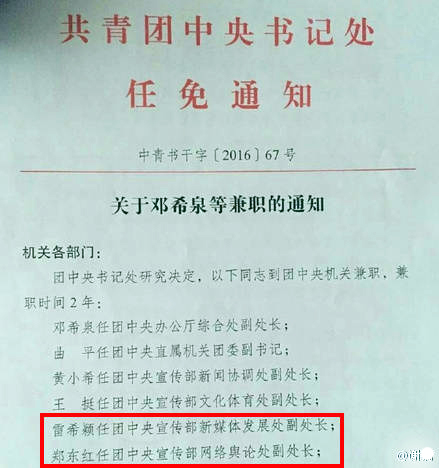 共青团中央书记处
任免通知
中青书干字〔2016〕67号
关于邓希泉等兼职的通知
机关各部门：
团中央书记处研究决定，以下同志到团中央机关兼职，兼
职时间2年：
邓希泉任团中央办公厅综合处副处长；
曲　平任团中央直属机关团委副书记；
黄小希任团中央宣传部新闻协调处副处长；
王　挺任团中央宣传部文化体育处副处长；
雷希颖任团中央宣传部新媒体发展处副处长；
郑东红任团中央宣传部网络舆论处副处长；